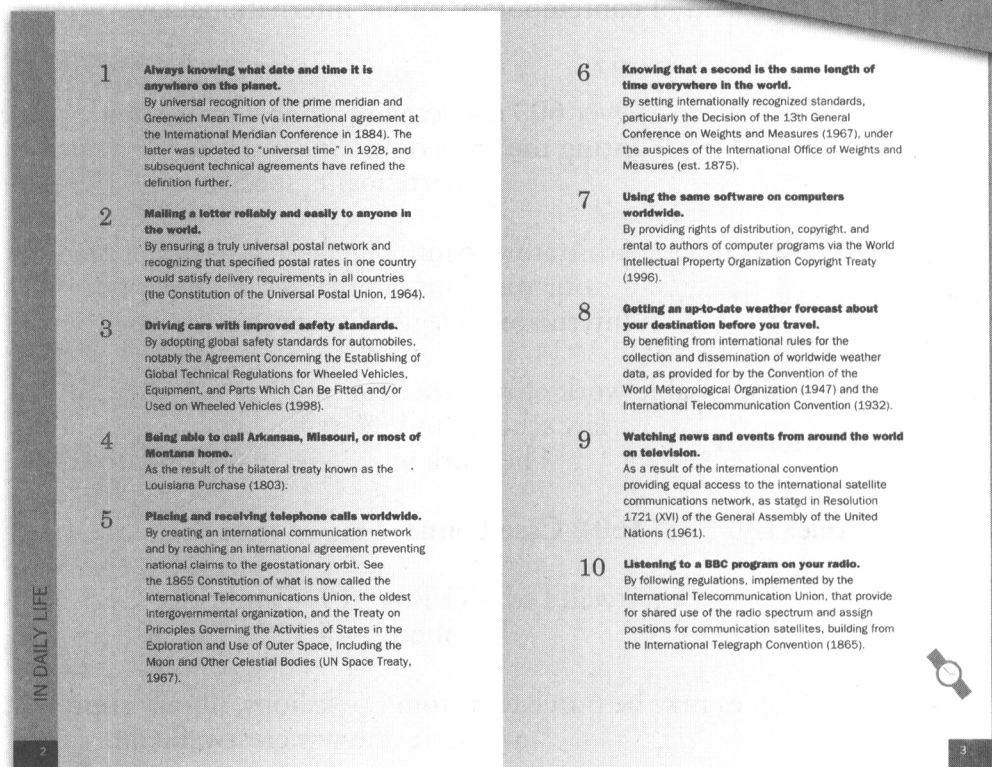 1
Always knowing what date and time it is
anywhere on the planet.
By universal recognition of the prime meridian and
Greenwich Mean Time (via international agreement at
the International Meridian Conference in 1884). The
latter was updated to "universal time" in 1928, and
subsequent technical agreements have refined the
definition further.
2
Mailing a letter reliably and easily to anyone in
the world.
By ensuring a truly universal postal network and
recognizing that specified postal rates in one country
would satisfy delivery requirements in all countries
(the Constitution of the Universal Postal Union, 1964).
3
Driving cars with improved safety standards.
By adopting global safety standards for automobiles,
notably the Agreement Concerning the Establishing of
Global Technical Regulations for Wheeled Vehicles,
Equipment, and Parts Which Can Be Fitted and/or
Used on Wheeled Vehicles (1998).
4
Being able to call Arkansas, Missouri, or most of
Montana home.
As the result of the bilateral treaty known as the
Louisiana Purchase (1803).
5
Placing and receiving telephone calls worldwide.
By creating an international communication network
and by reaching an international agreement preventing
national claims to the geostationary orbit. See
the 1865 Constitution of what is now called the
International Telecommunications Union, the oldest
intergovernmental organization, and the Treaty on
Principles Governing the Activities of States in the
Exploration and Use of Outer Space, Including the
Moon and Other Celestial Bodies (UN Space Treaty,
1967).
IN DAILY LIFE
2
6
Knowing that a second is the same length of
time everywhere in the world.
By setting internationally recognized standards,
particularly the Decision of the 13th General
Conference on Weights and Measures (1967), under
the auspices of the International Office of Weights and
Measures (est. 1875).
7
Using the same software on computers
worldwide.
By providing rights of distribution, copyright, and
rental to authors of computer programs via the World
Intellectual Property Organization Copyright Treaty
(1996).
8
Getting an up-to-date weather forecast about
your destination before you travel.
By benefiting from international rules for the
collection and dissemination of worldwide weather
data, as provided for by the Convention of the
World Meteorological Organization (1947) and the
International Telecommunication Convention (1932).
9
Watching news and events from around the world
on television.
As a result of the international convention
providing equal access to the international satellite
communications network, as stated in Resolution
1721 (XVI) of the General Assembly of the United
Nations (1961).
10
Listening to a BBC program on your radio.
By following regulations, implemented by the
International Telecommunication Union, that provide
for shared use of the radio spectrum and assign
positions for communication satellites, building from
the International Telegraph Convention (1865).
3